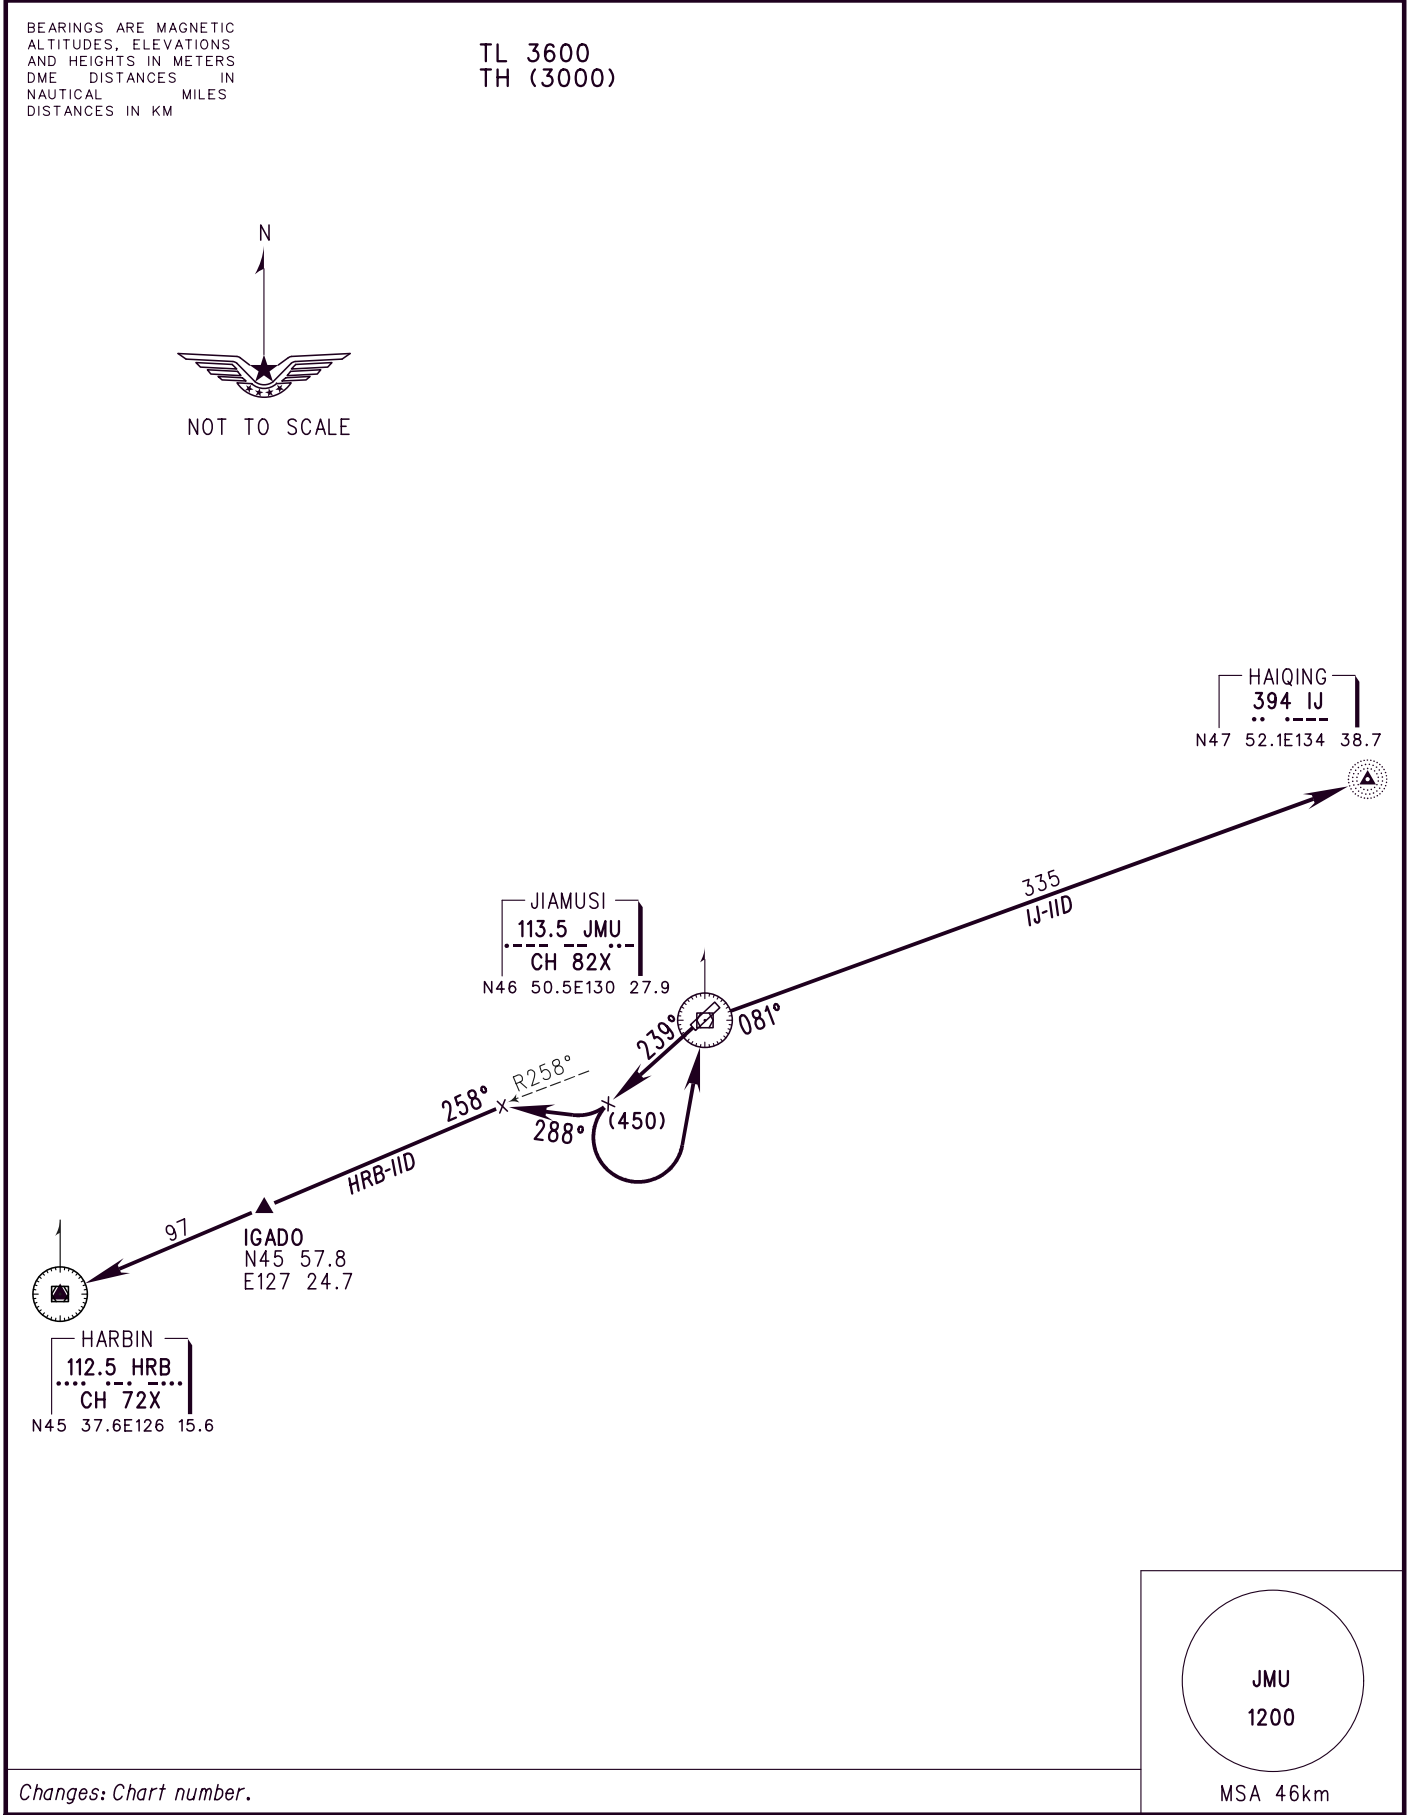 BEARINGS ARE MAGNETIC
ALTITUDES, ELEVATIONS
AND HEIGHTS IN METERS
DME DISTANCES IN
NAUTICAL MILES
DISTANCES IN KM
TL 3600
TH (3000)
N
NOT TO SCALE
HAIQING
394 IJ
N47 52.1E134 38.7
335
IJ-IID
JIAMUSI
113.5 JMU
CH 82X
N46 50.5E130 27.9
081°
239°
R258°
258°
288°
(450)
HRB-IID
97
IGADO
N45 57.8
E127 24.7
HARBIN
112.5 HRB
CH 72X
N45 37.6E126 15.6
JMU
1200
MSA 46km
Changes: Chart number.